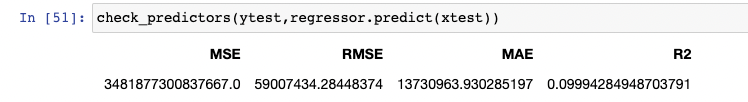 In [51]: check_predictors(ytest,regressor.predict(xtest))
MSE RMSE MAE R2
3481877300837667.0 59007434.28448374 13730963.930285197 0.09994284948703791